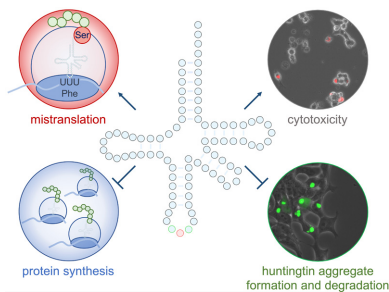 Ser
UUU
Phe
mistranslation
cytotoxicity
protein synthesis
huntingtin aggregate
formation and degradation